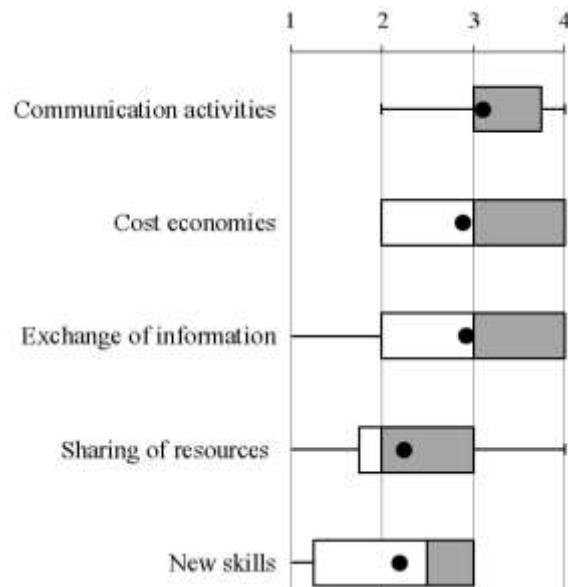 1 2 3 4
Communication activities
Cost economies
Exchange of information
Sharing of resources
New skills